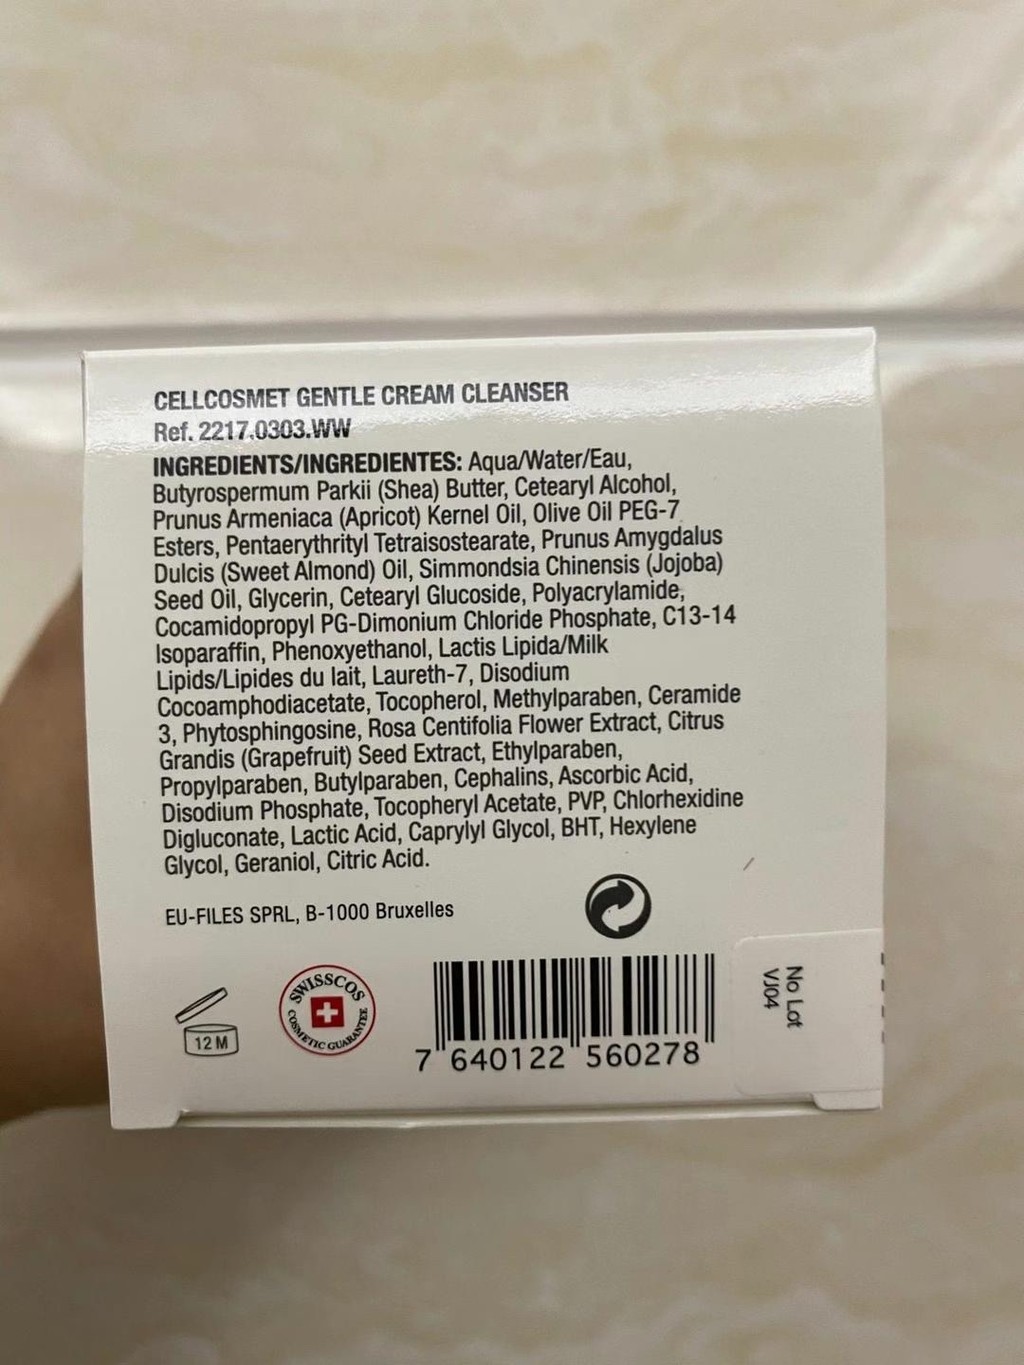 CELLCOSMET GENTLE CREAM CLEANSER
Ref. 2217.0303.WW
INGREDIENTS/INGREDIENTES: Aqua/Water/Eau,
Butyrospermum Parkii (Shea) Butter, Cetearyl Alcohol,
Prunus Armeniaca (Apricot) Kernel Oil, Olive Oil PEG-7
Esters, Pentaerythrityl Tetraisostearate, Prunus Amygdalus
Dulcis (Sweet Almond) Oil, Simmondsia Chinensis (Jojoba)
Seed Oil, Glycerin, Cetearyl Glucoside, Polyacrylamide,
Cocamidopropyl PG-Dimonium Chloride Phosphate, C13-14
Isoparaffin, Phenoxyethanol, Lactis Lipida/Milk
Lipids/Lipides du lait, Laureth-7, Disodium
Cocoamphodiacetate, Tocopherol, Methylparaben, Ceramide
3, Phytosphingosine, Rosa Centifolia Flower Extract, Citrus
Grandis (Grapefruit) Seed Extract, Ethylparaben,
Propylparaben, Butylparaben, Cephalins, Ascorbic Acid,
Disodium Phosphate, Tocopheryl Acetate, PVP, Chlorhexidine
Digluconate, Lactic Acid, Caprylyl Glycol, BHT, Hexylene
Glycol, Geraniol, Citric Acid.
EU-FILES SPRL, B-1000 Bruxelles
12 M
SWISSCOS
COSMETIC GUARANTEE
7 640122 560278
No Lot
VJ04